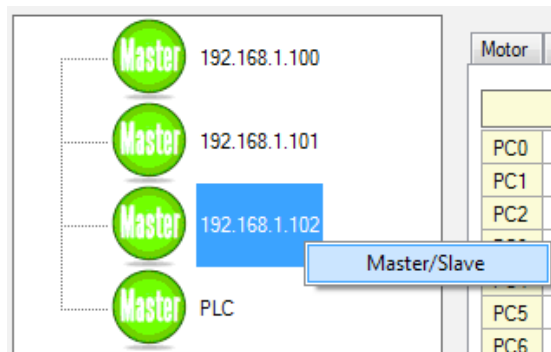 Master 192.168.1.100
Master 192.168.1.101
Master 192.168.1.102
Master PLC
Master/Slave
Motor
PC0
PC1
PC2
PC5
PC6